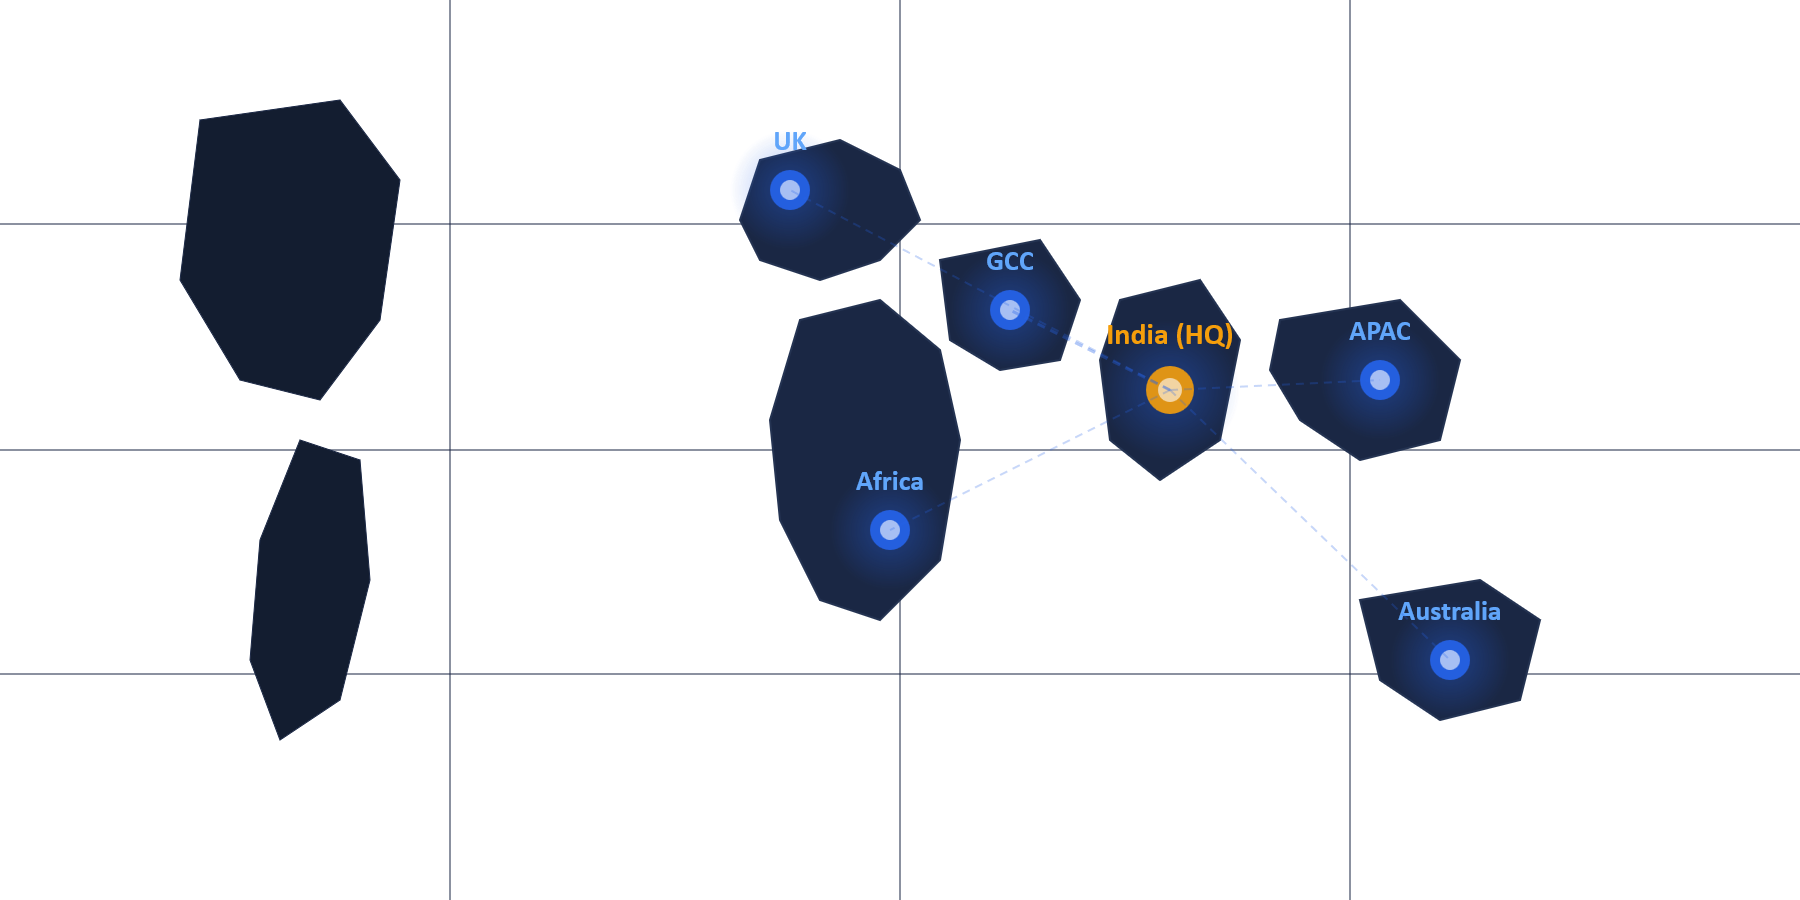 UK
GCC
India (HQ)
APAC
Africa
Australia